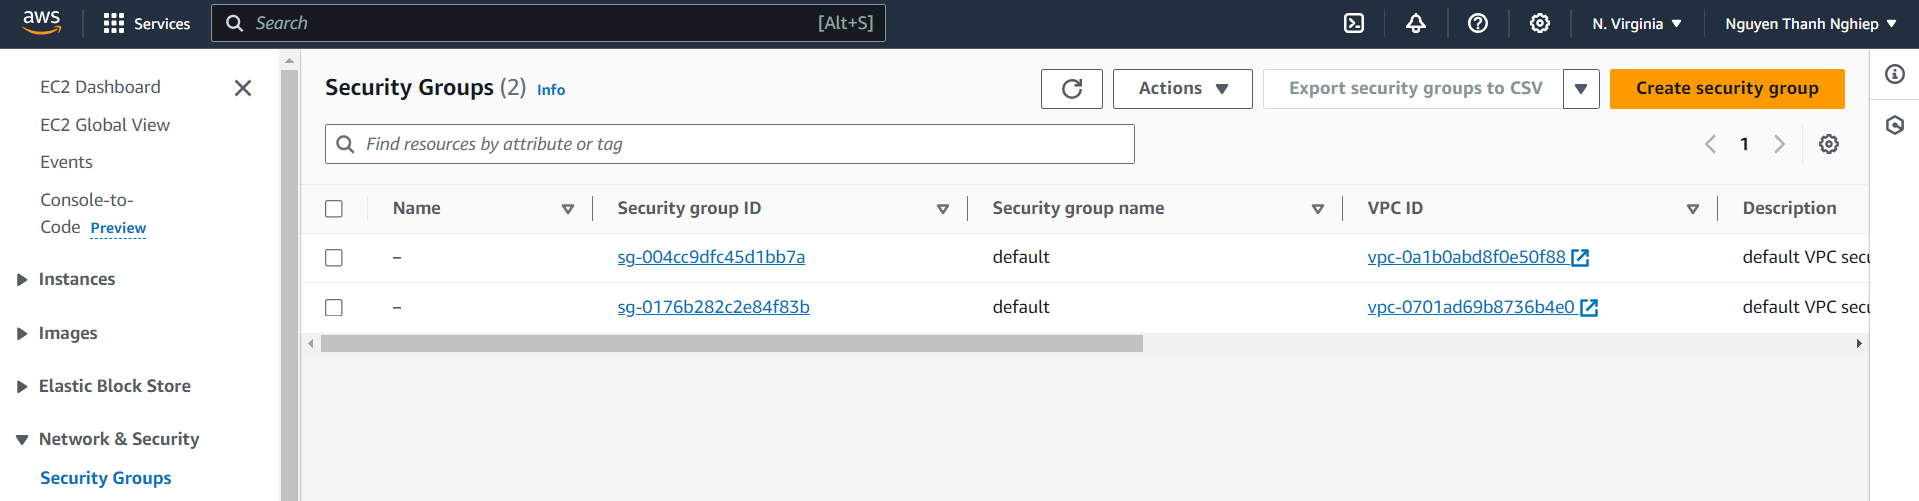 aws
Services
Search
[Alt+S]
N. Virginia
Nguyen Thanh Nghiep
EC2 Dashboard
EC2 Global View
Events
Console-to-
Code Preview
Instances
Images
Elastic Block Store
Network & Security
Security Groups
Security Groups (2) Info
Actions
Export security groups to CSV
Create security group
Find resources by attribute or tag
1
Name Security group ID Security group name VPC ID Description
– sg-004cc9dfc45d1bb7a default vpc-0a1b0abd8f0e50f88 default VPC secu
– sg-0176b282c2e84f83b default vpc-0701ad69b8736b4e0 default VPC secu